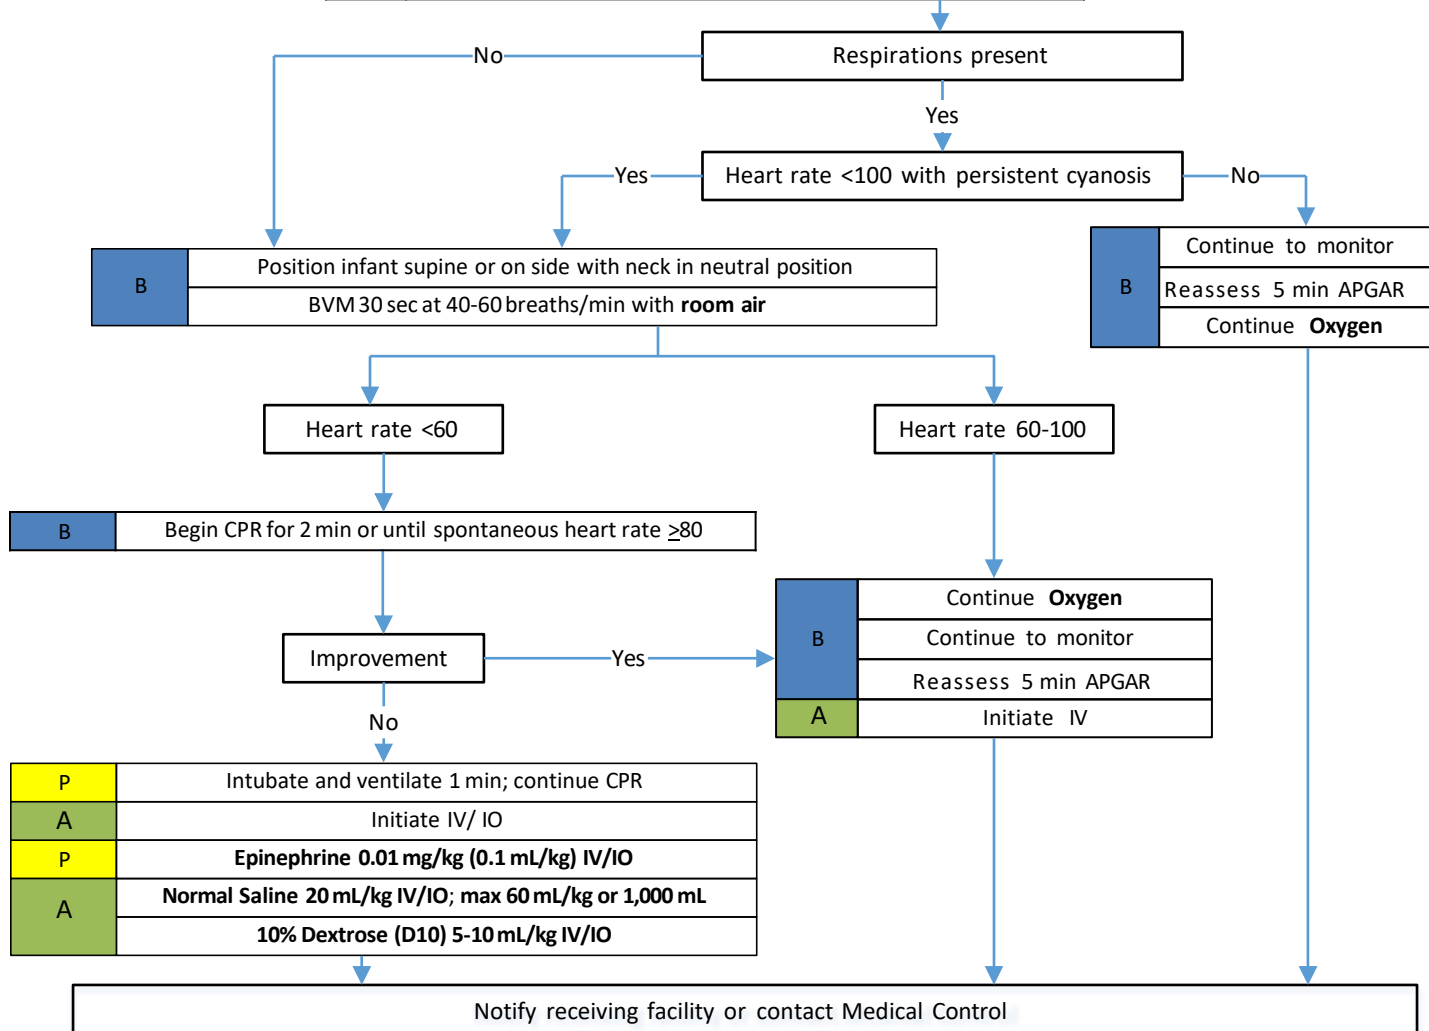 Respirations present
No
Yes
Heart rate <100 with persistent cyanosis
Yes
No
B
Position infant supine or on side with neck in neutral position
BVM 30 sec at 40-60 breaths/min with room air
B
Continue to monitor
Reassess 5 min APGAR
Continue Oxygen
Heart rate <60
Heart rate 60-100
B
Begin CPR for 2 min or until spontaneous heart rate ≥80
Improvement
Yes
No
B
Continue Oxygen
Continue to monitor
Reassess 5 min APGAR
A
Initiate IV
P
Intubate and ventilate 1 min; continue CPR
A
Initiate IV/ IO
P
Epinephrine 0.01 mg/kg (0.1 mL/kg) IV/IO
A
Normal Saline 20 mL/kg IV/IO; max 60 mL/kg or 1,000 mL
10% Dextrose (D10) 5-10 mL/kg IV/IO
Notify receiving facility or contact Medical Control